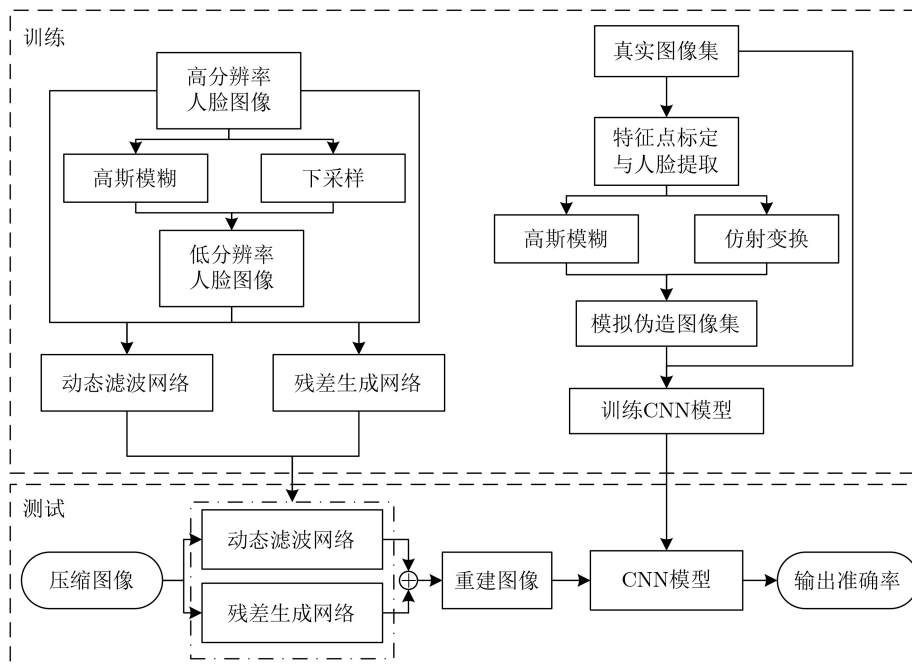 训练
高分辨率
人脸图像
高斯模糊
下采样
低分辨率
人脸图像
动态滤波网络
残差生成网络
真实图像集
特征点标定
与人脸提取
高斯模糊
仿射变换
模拟伪造图像集
训练CNN模型
测试
压缩图像
动态滤波网络
残差生成网络
重建图像
CNN模型
输出准确率